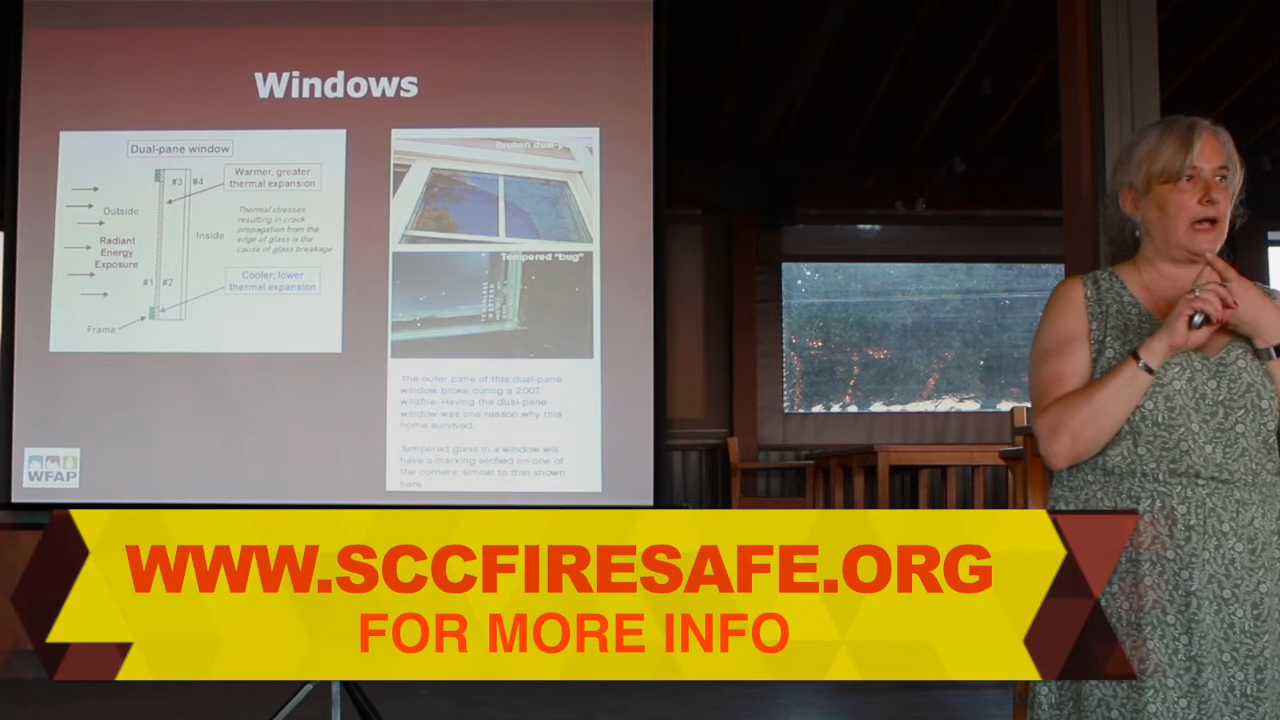 Windows
Dual-pane window
#3 #4
Warmer, greater
thermal expansion
Outside
Thermal stresses
resulting in crack
propagation from the
edge of glass is the
cause of glass breakage
Inside
Radiant
Energy
Exposure
#1 #2
Cooler, lower
thermal expansion
Frame
Broken dual-p
Tempered "bug"
The outer pane of this dual-pane
window broke during a 2007
wildfire. Having the dual-pane
window was one reason why this
home survived.
Tempered glass in a window will
have a marking etched on one of
the corners, similar to that shown
here.
WFAP
WWW.SCCFIRESAFE.ORG
FOR MORE INFO